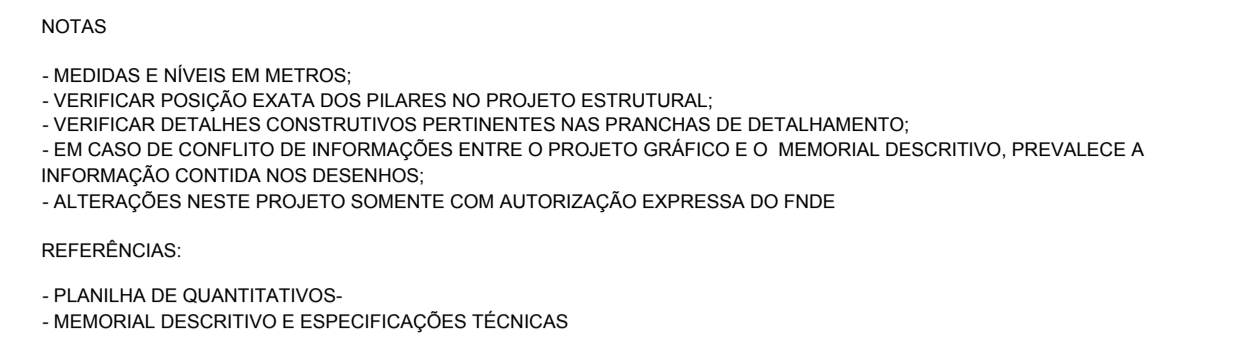 NOTAS
- MEDIDAS E NÍVEIS EM METROS;
- VERIFICAR POSIÇÃO EXATA DOS PILARES NO PROJETO ESTRUTURAL;
- VERIFICAR DETALHES CONSTRUTIVOS PERTINENTES NAS PRANCHAS DE DETALHAMENTO;
- EM CASO DE CONFLITO DE INFORMAÇÕES ENTRE O PROJETO GRÁFICO E O  MEMORIAL DESCRITIVO, PREVALECE A
INFORMAÇÃO CONTIDA NOS DESENHOS;
- ALTERAÇÕES NESTE PROJETO SOMENTE COM AUTORIZAÇÃO EXPRESSA DO FNDE
REFERÊNCIAS:
- PLANILHA DE QUANTITATIVOS-
- MEMORIAL DESCRITIVO E ESPECIFICAÇÕES TÉCNICAS